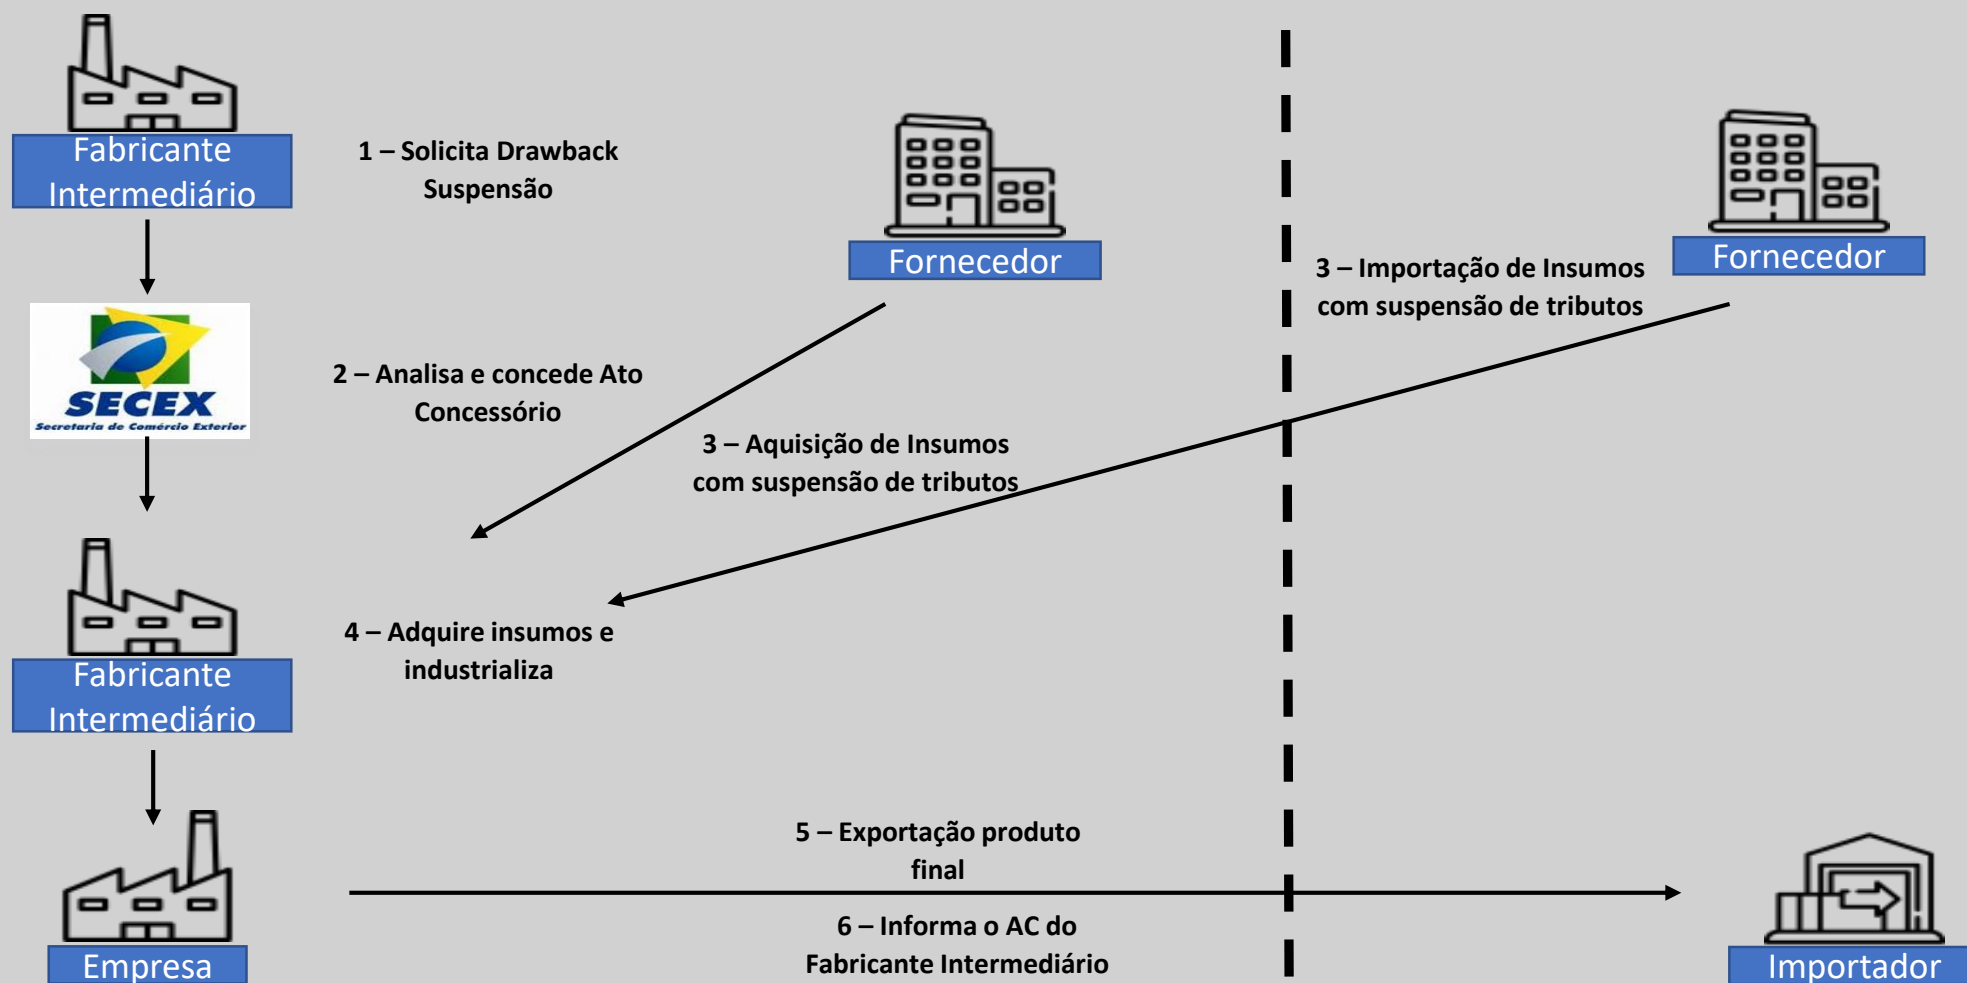 Fabricante
Intermediário
1 – Solicita Drawback
Suspensão
Fornecedor
Fornecedor
3 – Importação de Insumos
com suspensão de tributos
SECEX
Secretaria de Comércio Exterior
2 – Analisa e concede Ato
Concessório
3 – Aquisição de Insumos
com suspensão de tributos
Fabricante
Intermediário
4 – Adquire insumos e
industrializa
5 – Exportação produto
final
6 – Informa o AC do
Fabricante Intermediário
Empresa
Importador